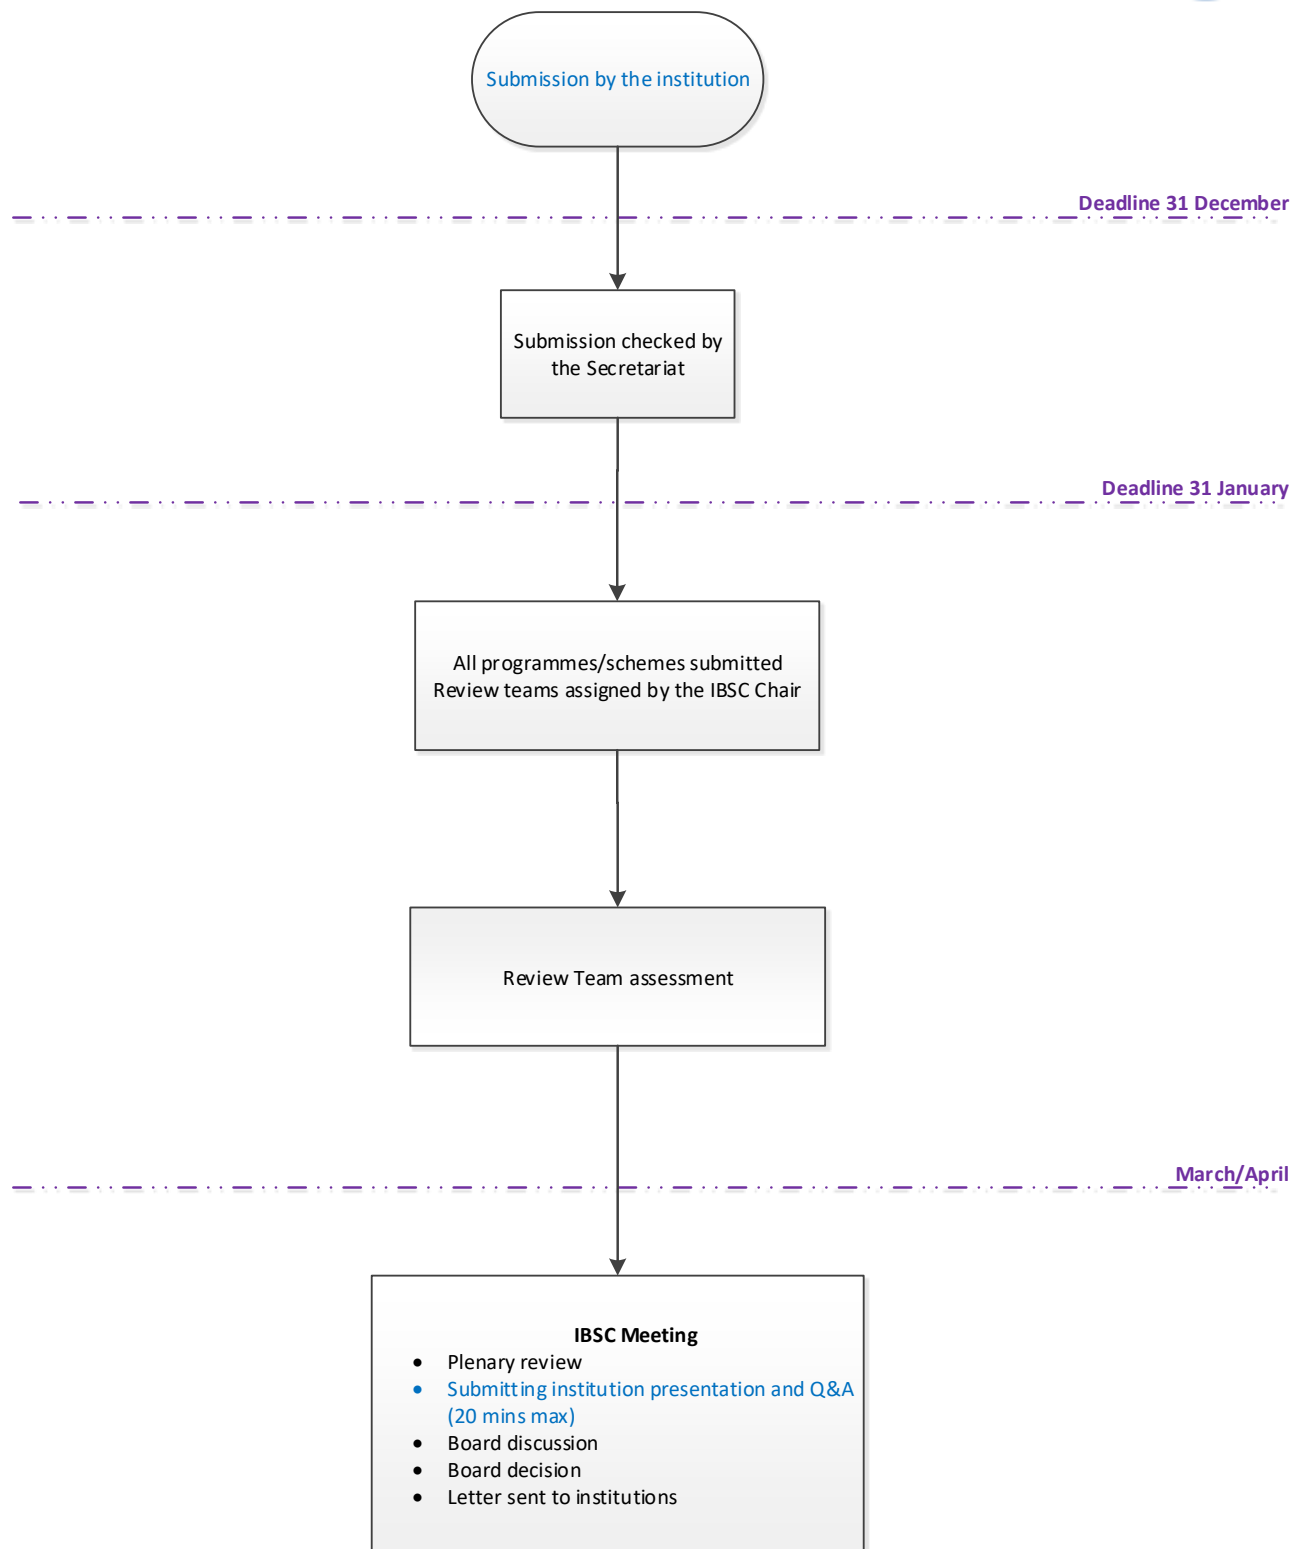 Submission by the institution
Deadline 31 December
Submission checked by
the Secretariat
Deadline 31 January
All programmes/schemes submitted
Review teams assigned by the IBSC Chair
Review Team assessment
March/April
IBSC Meeting
• Plenary review
• Submitting institution presentation and Q&A
(20 mins max)
• Board discussion
• Board decision
• Letter sent to institutions